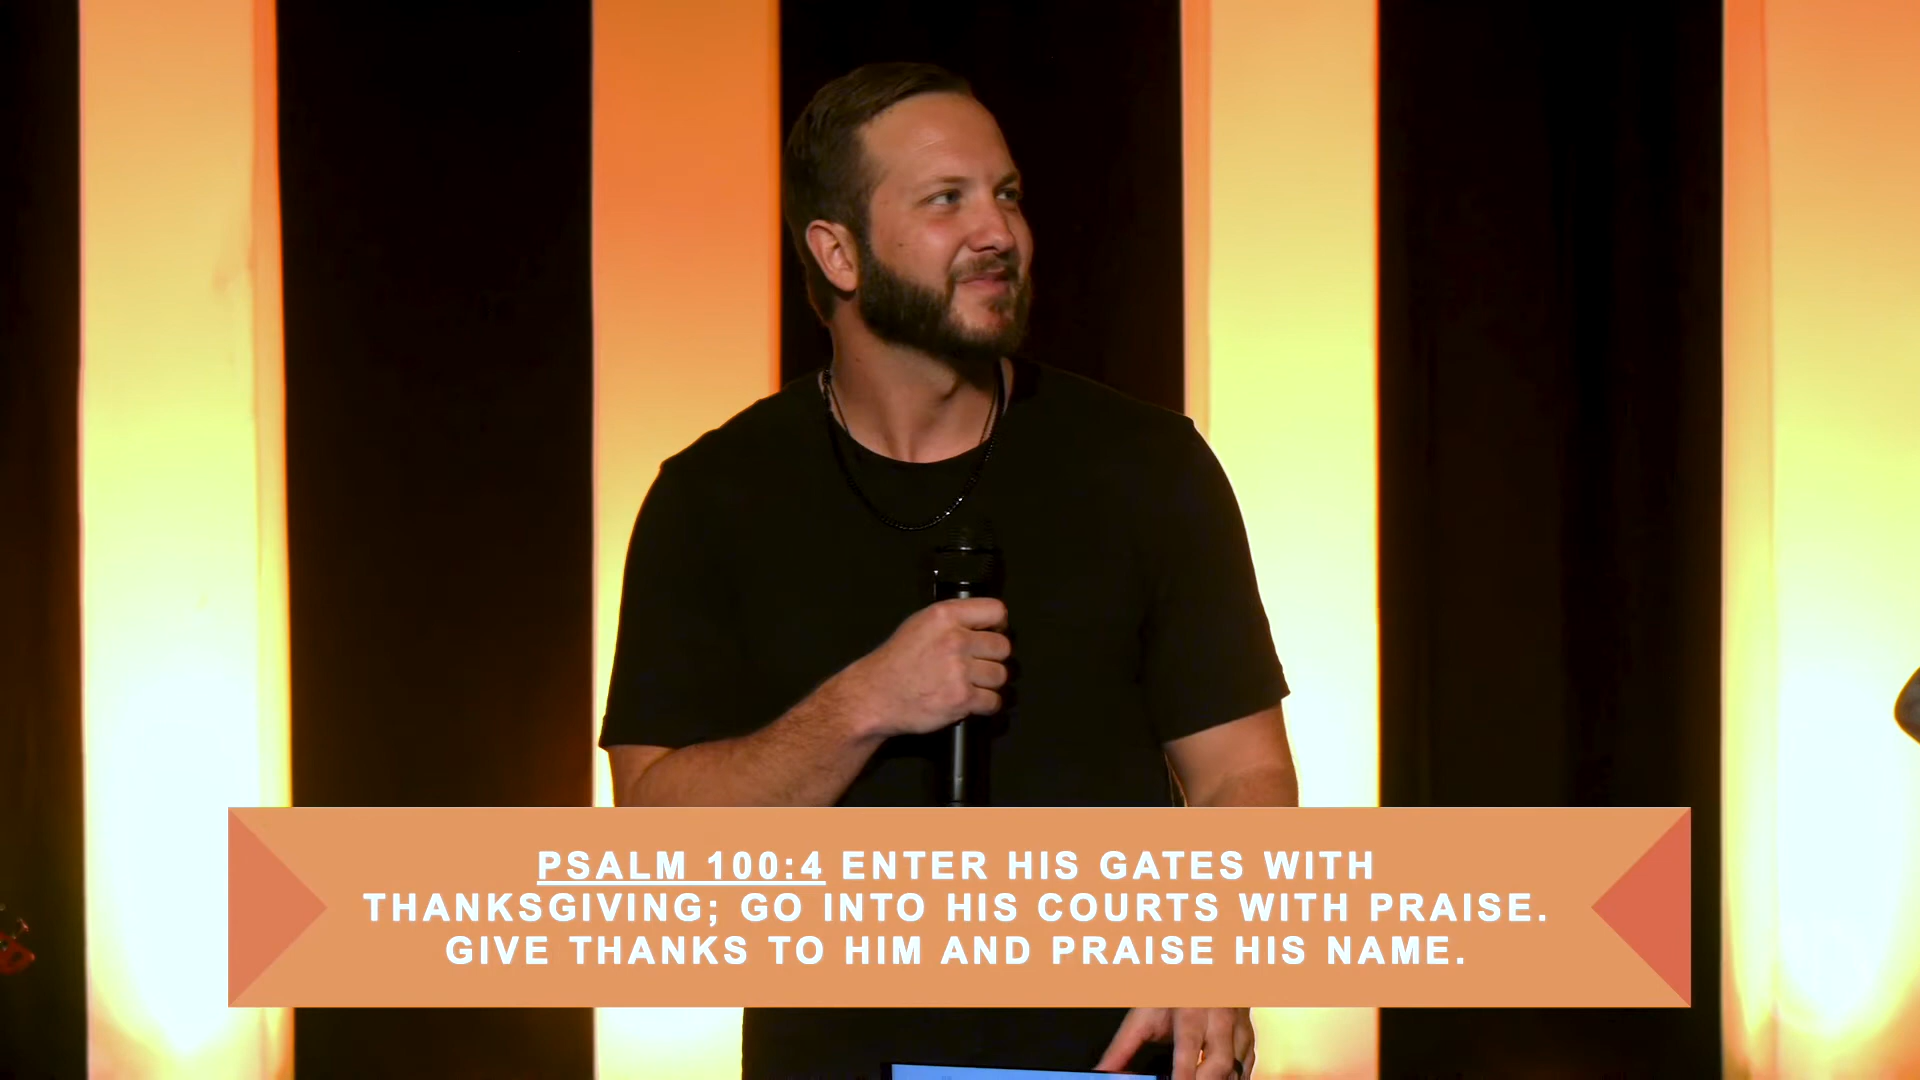 PSALM 100:4 ENTER HIS GATES WITH
THANKSGIVING; GO INTO HIS COURTS WITH PRAISE.
GIVE THANKS TO HIM AND PRAISE HIS NAME.